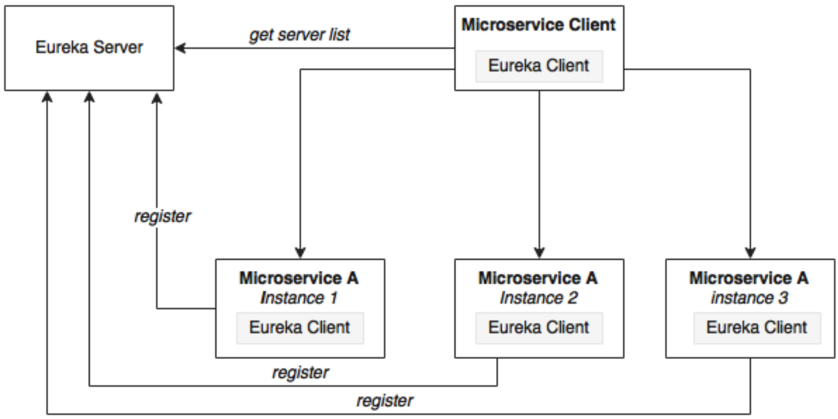 Microservice Client
Eureka Server
get server list
Eureka Client
register
Microservice A
Instance 1
Eureka Client
Microservice A
Instance 2
Eureka Client
Microservice A
instance 3
Eureka Client
register
register